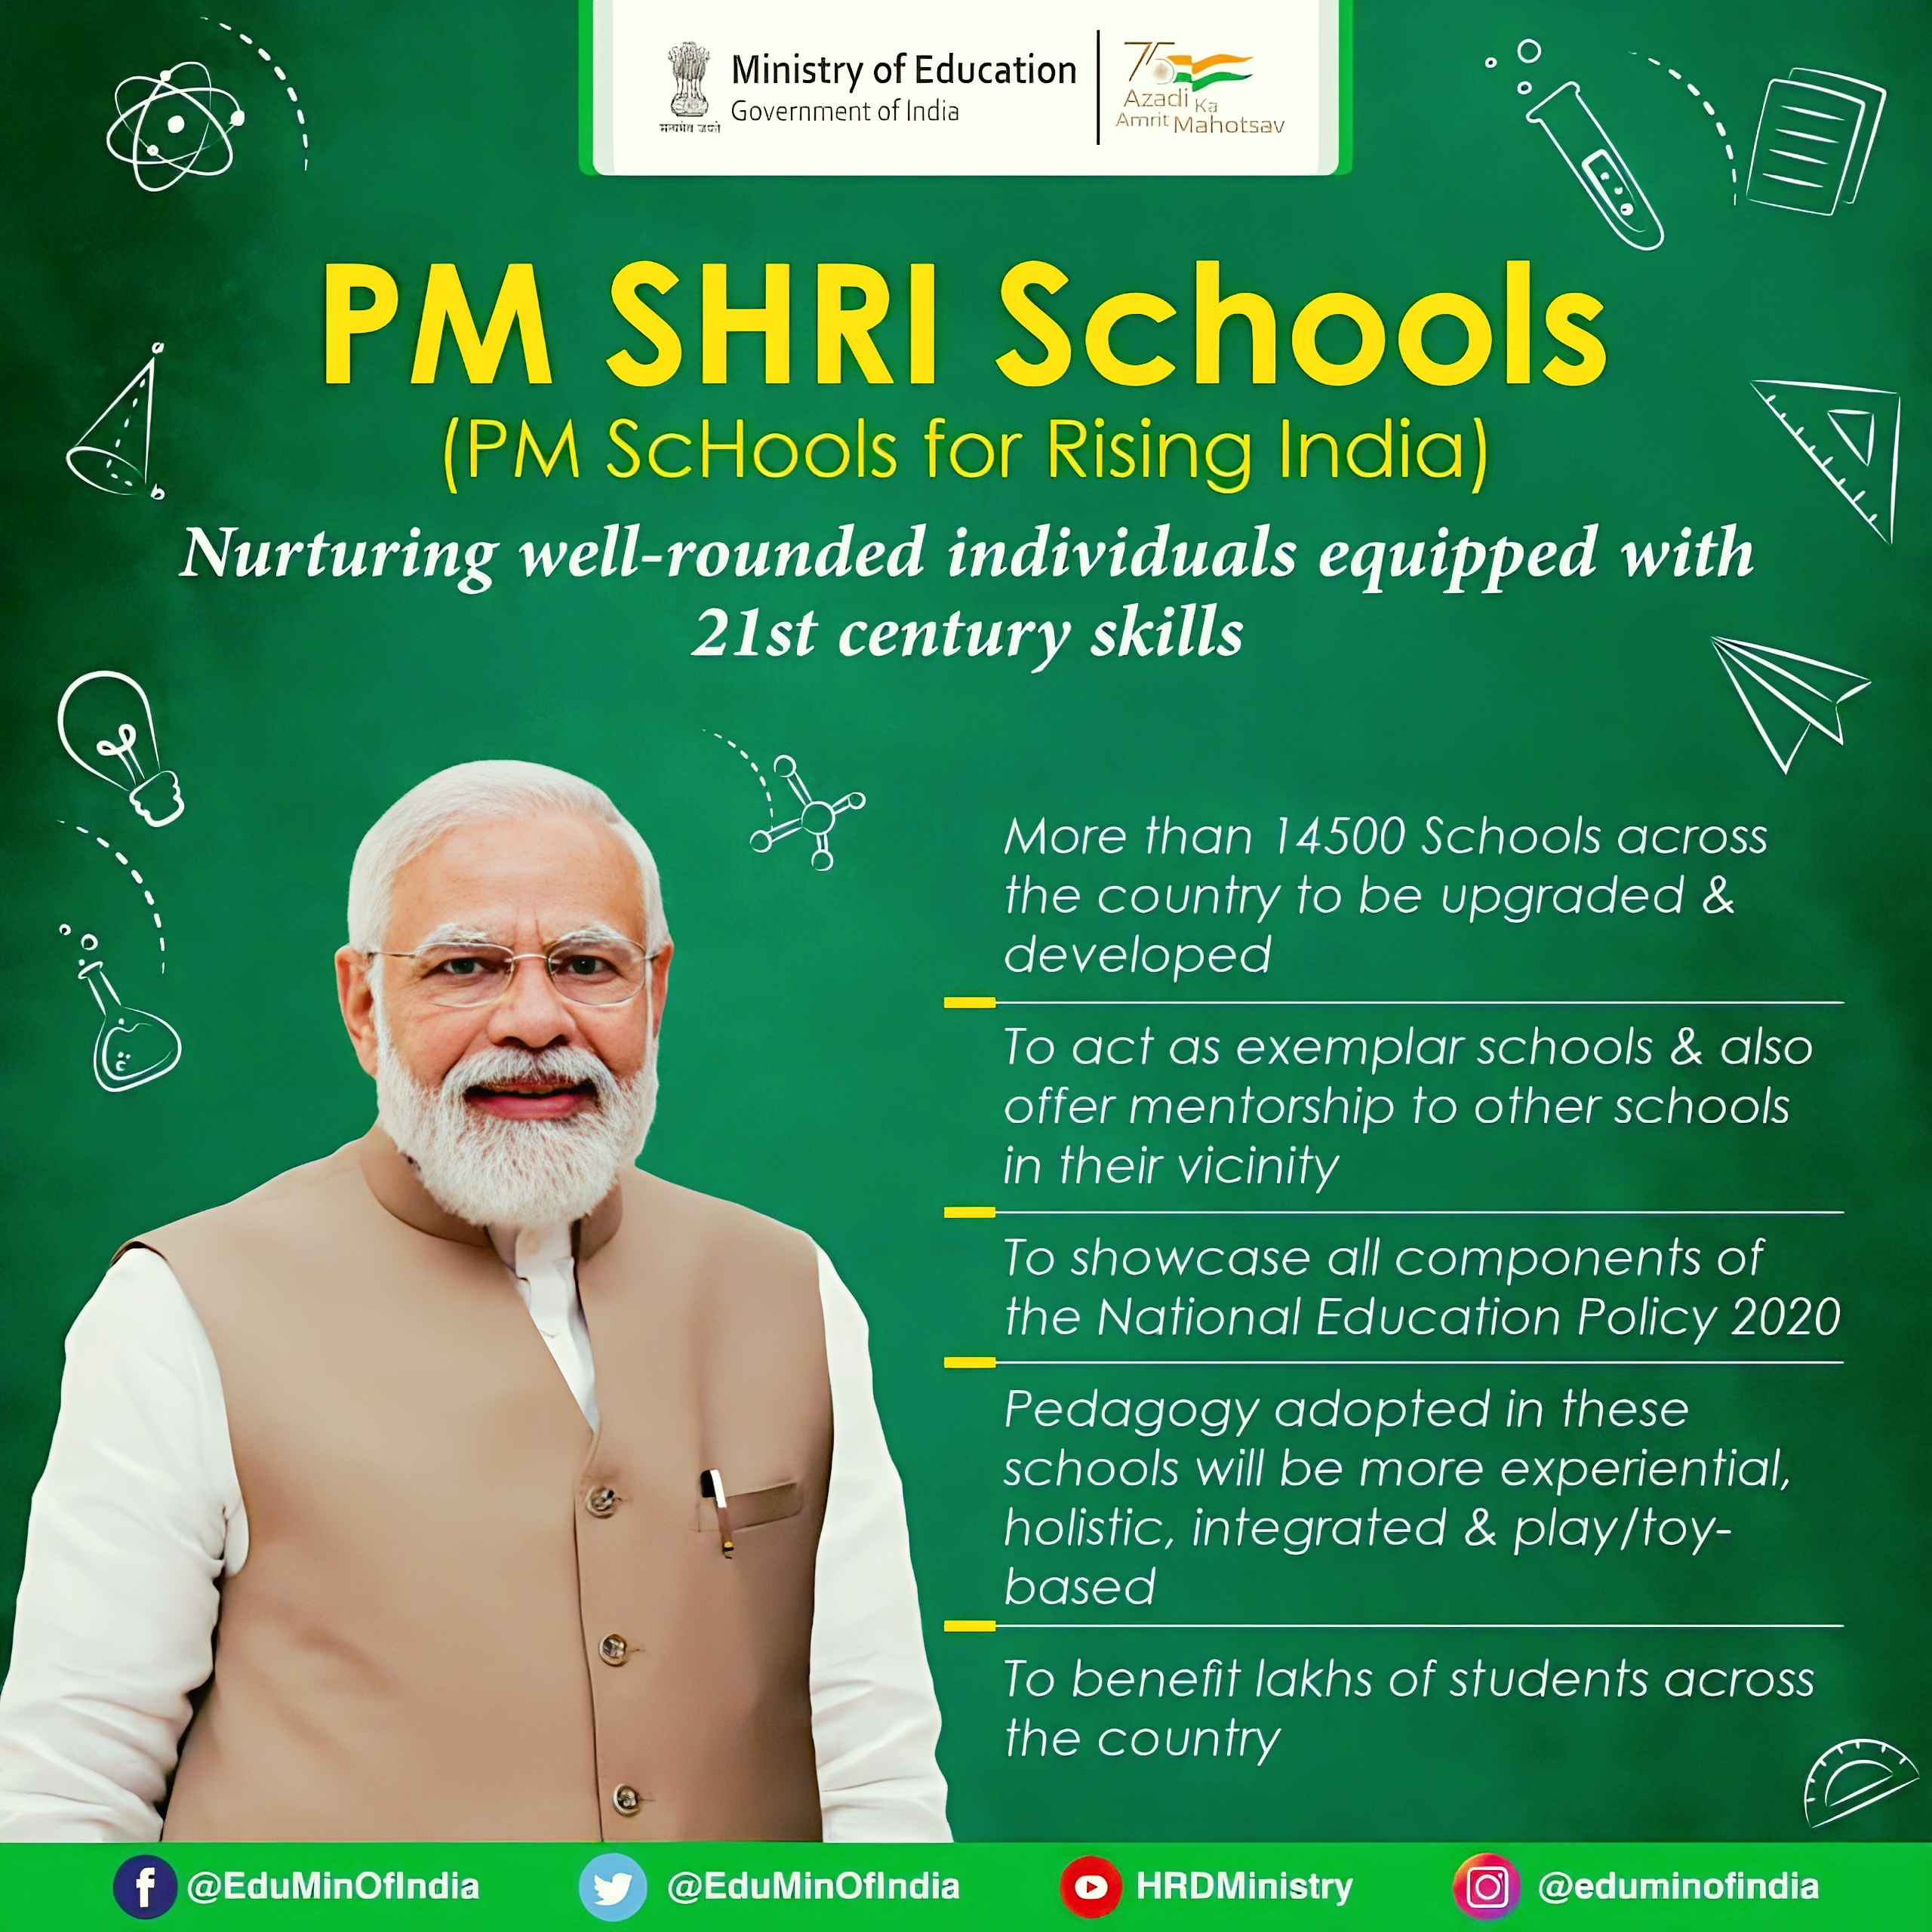 Ministry of Education
Government of India
75
Azadi Ka
Amrit Mahotsav
PM SHRI Schools
(PM ScHools for Rising India)
Nurturing well-rounded individuals equipped with
21st century skills
More than 14500 Schools across
the country to be upgraded &
developed
To act as exemplar schools & also
offer mentorship to other schools
in their vicinity
To showcase all components of
the National Education Policy 2020
Pedagogy adopted in these
schools will be more experiential,
holistic, integrated & play/toy-
based
To benefit lakhs of students across
the country
@EduMinOfIndia
@EduMinOfIndia
HRDMinistry
@eduminofindia